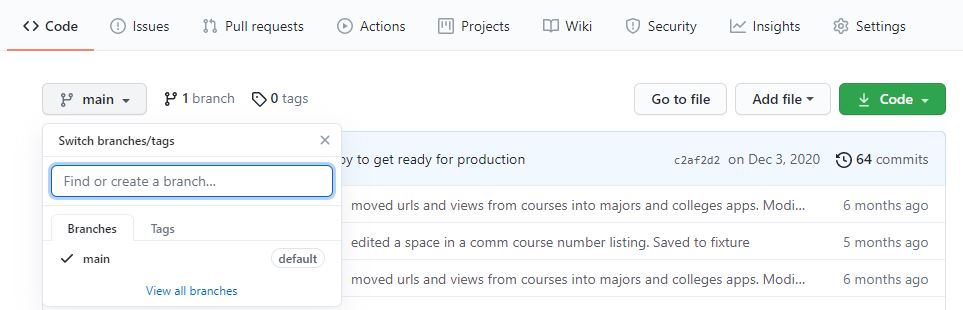 Code Issues Pull requests Actions Projects Wiki Security Insights Settings
main 1 branch 0 tags Go to file Add file Code
Switch branches/tags
to get ready for production c2af2d2 on Dec 3, 2020 64 commits
Find or create a branch...
moved urls and views from courses into majors and colleges apps. Modi... 6 months ago
Branches Tags
edited a space in a comm course number listing. Saved to fixture 5 months ago
main default
moved urls and views from courses into majors and colleges apps. Modi... 6 months ago
View all branches